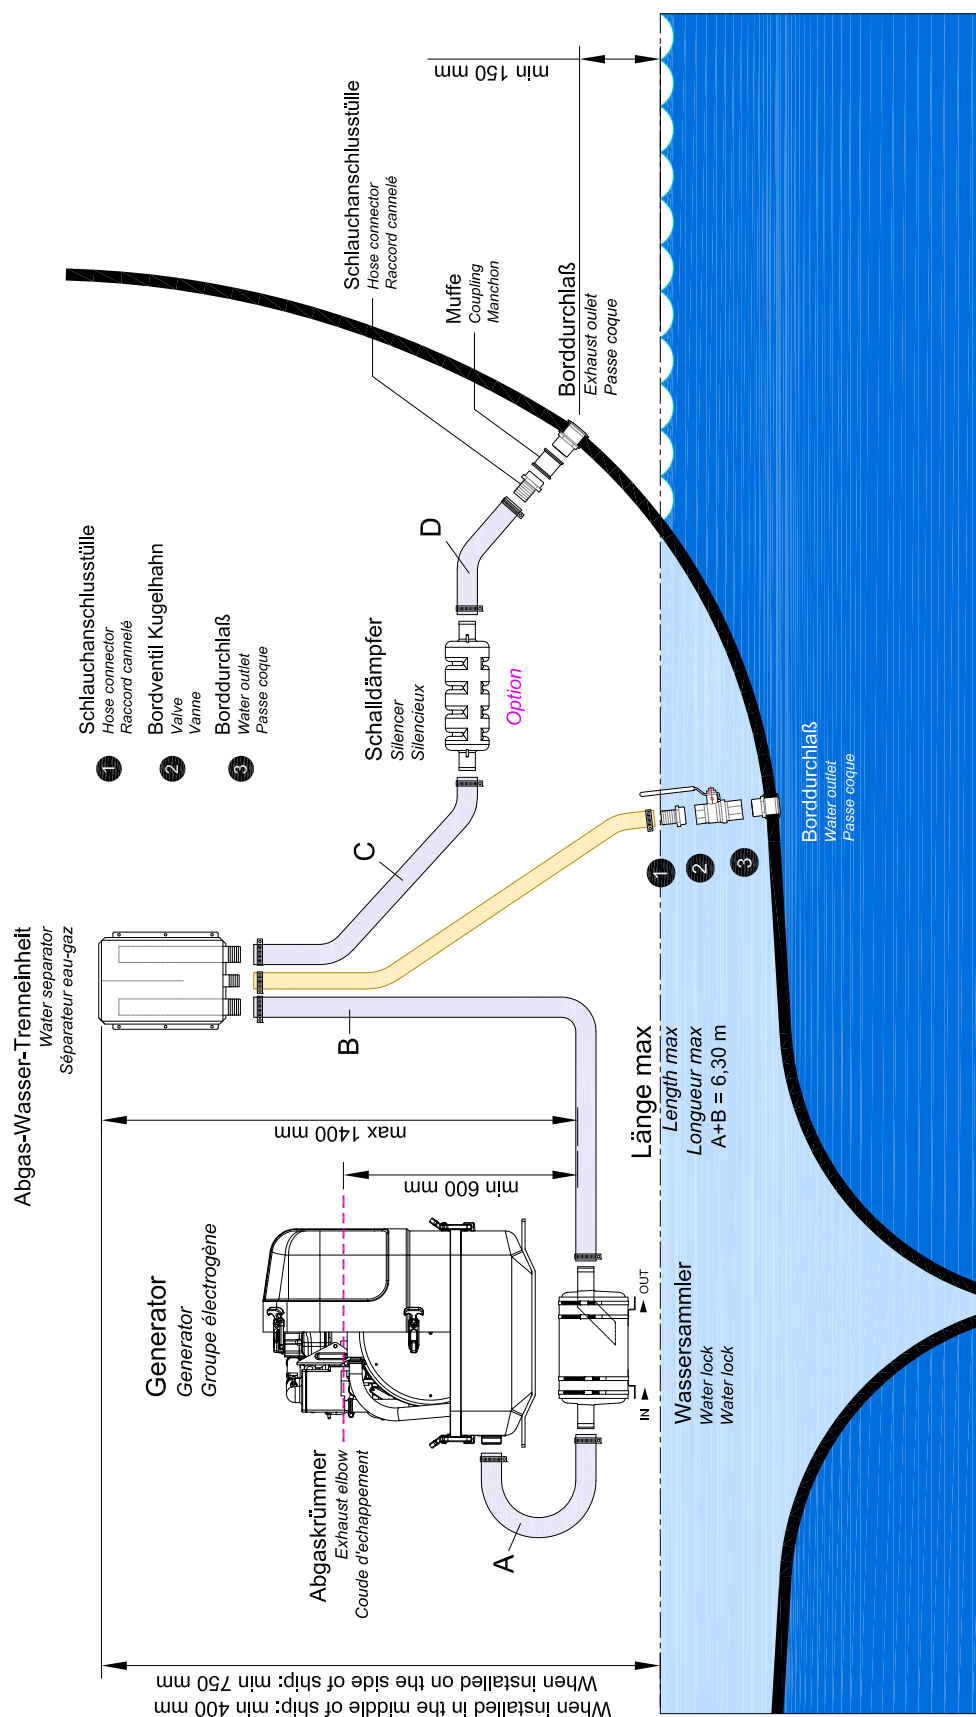 Abgas-Wasser-Trenneinheit
Water separator
Séparateur eau-gaz
1
Schlauchanschlusstülle
Hose connector
Raccord cannelé
2
Bordventil Kugelhahn
Valve
Vanne
3
Borddurchlaß
Water outlet
Passe coque
Schlauchanschlusstülle
Hose connector
Raccord cannelé
Muffe
Coupling
Manchon
Borddurchlaß
Exhaust oulet
Passe coque
min 150 mm
Generator
Generator
Groupe électrogène
Abgaskrümmer
Exhaust elbow
Coude d'echappement
max 1400 mm
min 600 mm
A
B
C
D
Schalldämpfer
Silencer
Silencieux
Option
IN
OUT
Wassersammler
Water lock
Water lock
Länge max
Length max
Longueur max
A+B = 6,30 m
1
2
3
Borddurchlaß
Water outlet
Passe coque
When installed on the side of ship: min 750 mm
When installed in the middle of ship: min 400 mm